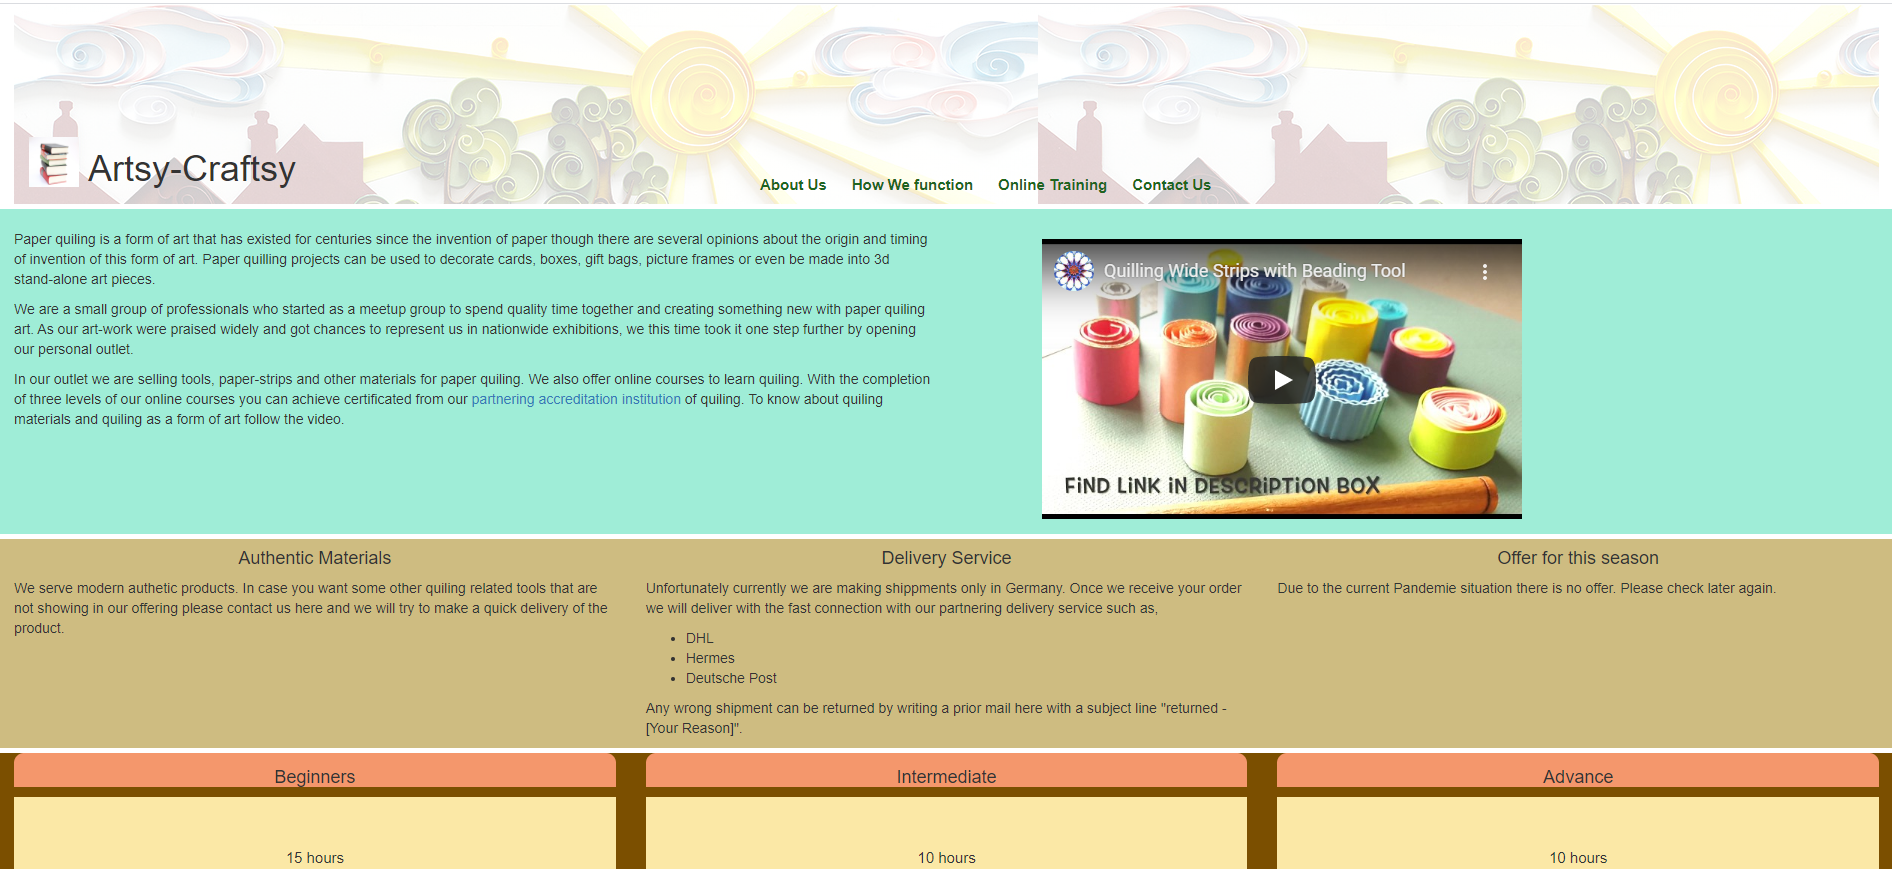 Artsy-Craftsy
About Us How We function Online Training Contact Us
Paper quiling is a form of art that has existed for centuries since the invention of paper though there are several opinions about the origin and timing
of invention of this form of art. Paper quilling projects can be used to decorate cards, boxes, gift bags, picture frames or even be made into 3d
stand-alone art pieces.
We are a small group of professionals who started as a meetup group to spend quality time together and creating something new with paper quiling
art. As our art-work were praised widely and got chances to represent us in nationwide exhibitions, we this time took it one step further by opening
our personal outlet.
In our outlet we are selling tools, paper-strips and other materials for paper quiling. We also offer online courses to learn quiling. With the completion
of three levels of our online courses you can achieve certificated from our partnering accreditation institution of quiling. To know about quiling
materials and quiling as a form of art follow the video.
Quilling Wide Strips with Beading Tool
FiND LiNK iN DESCRiPTiON BOX
Authentic Materials
We serve modern authetic products. In case you want some other quiling related tools that are
not showing in our offering please contact us here and we will try to make a quick delivery of the
product.
Delivery Service
Unfortunately currently we are making shippments only in Germany. Once we receive your order
we will deliver with the fast connection with our partnering delivery service such as,
DHL
Hermes
Deutsche Post
Any wrong shipment can be returned by writing a prior mail here with a subject line "returned -
[Your Reason]".
Offer for this season
Due to the current Pandemie situation there is no offer. Please check later again.
Beginners
15 hours
Intermediate
10 hours
Advance
10 hours